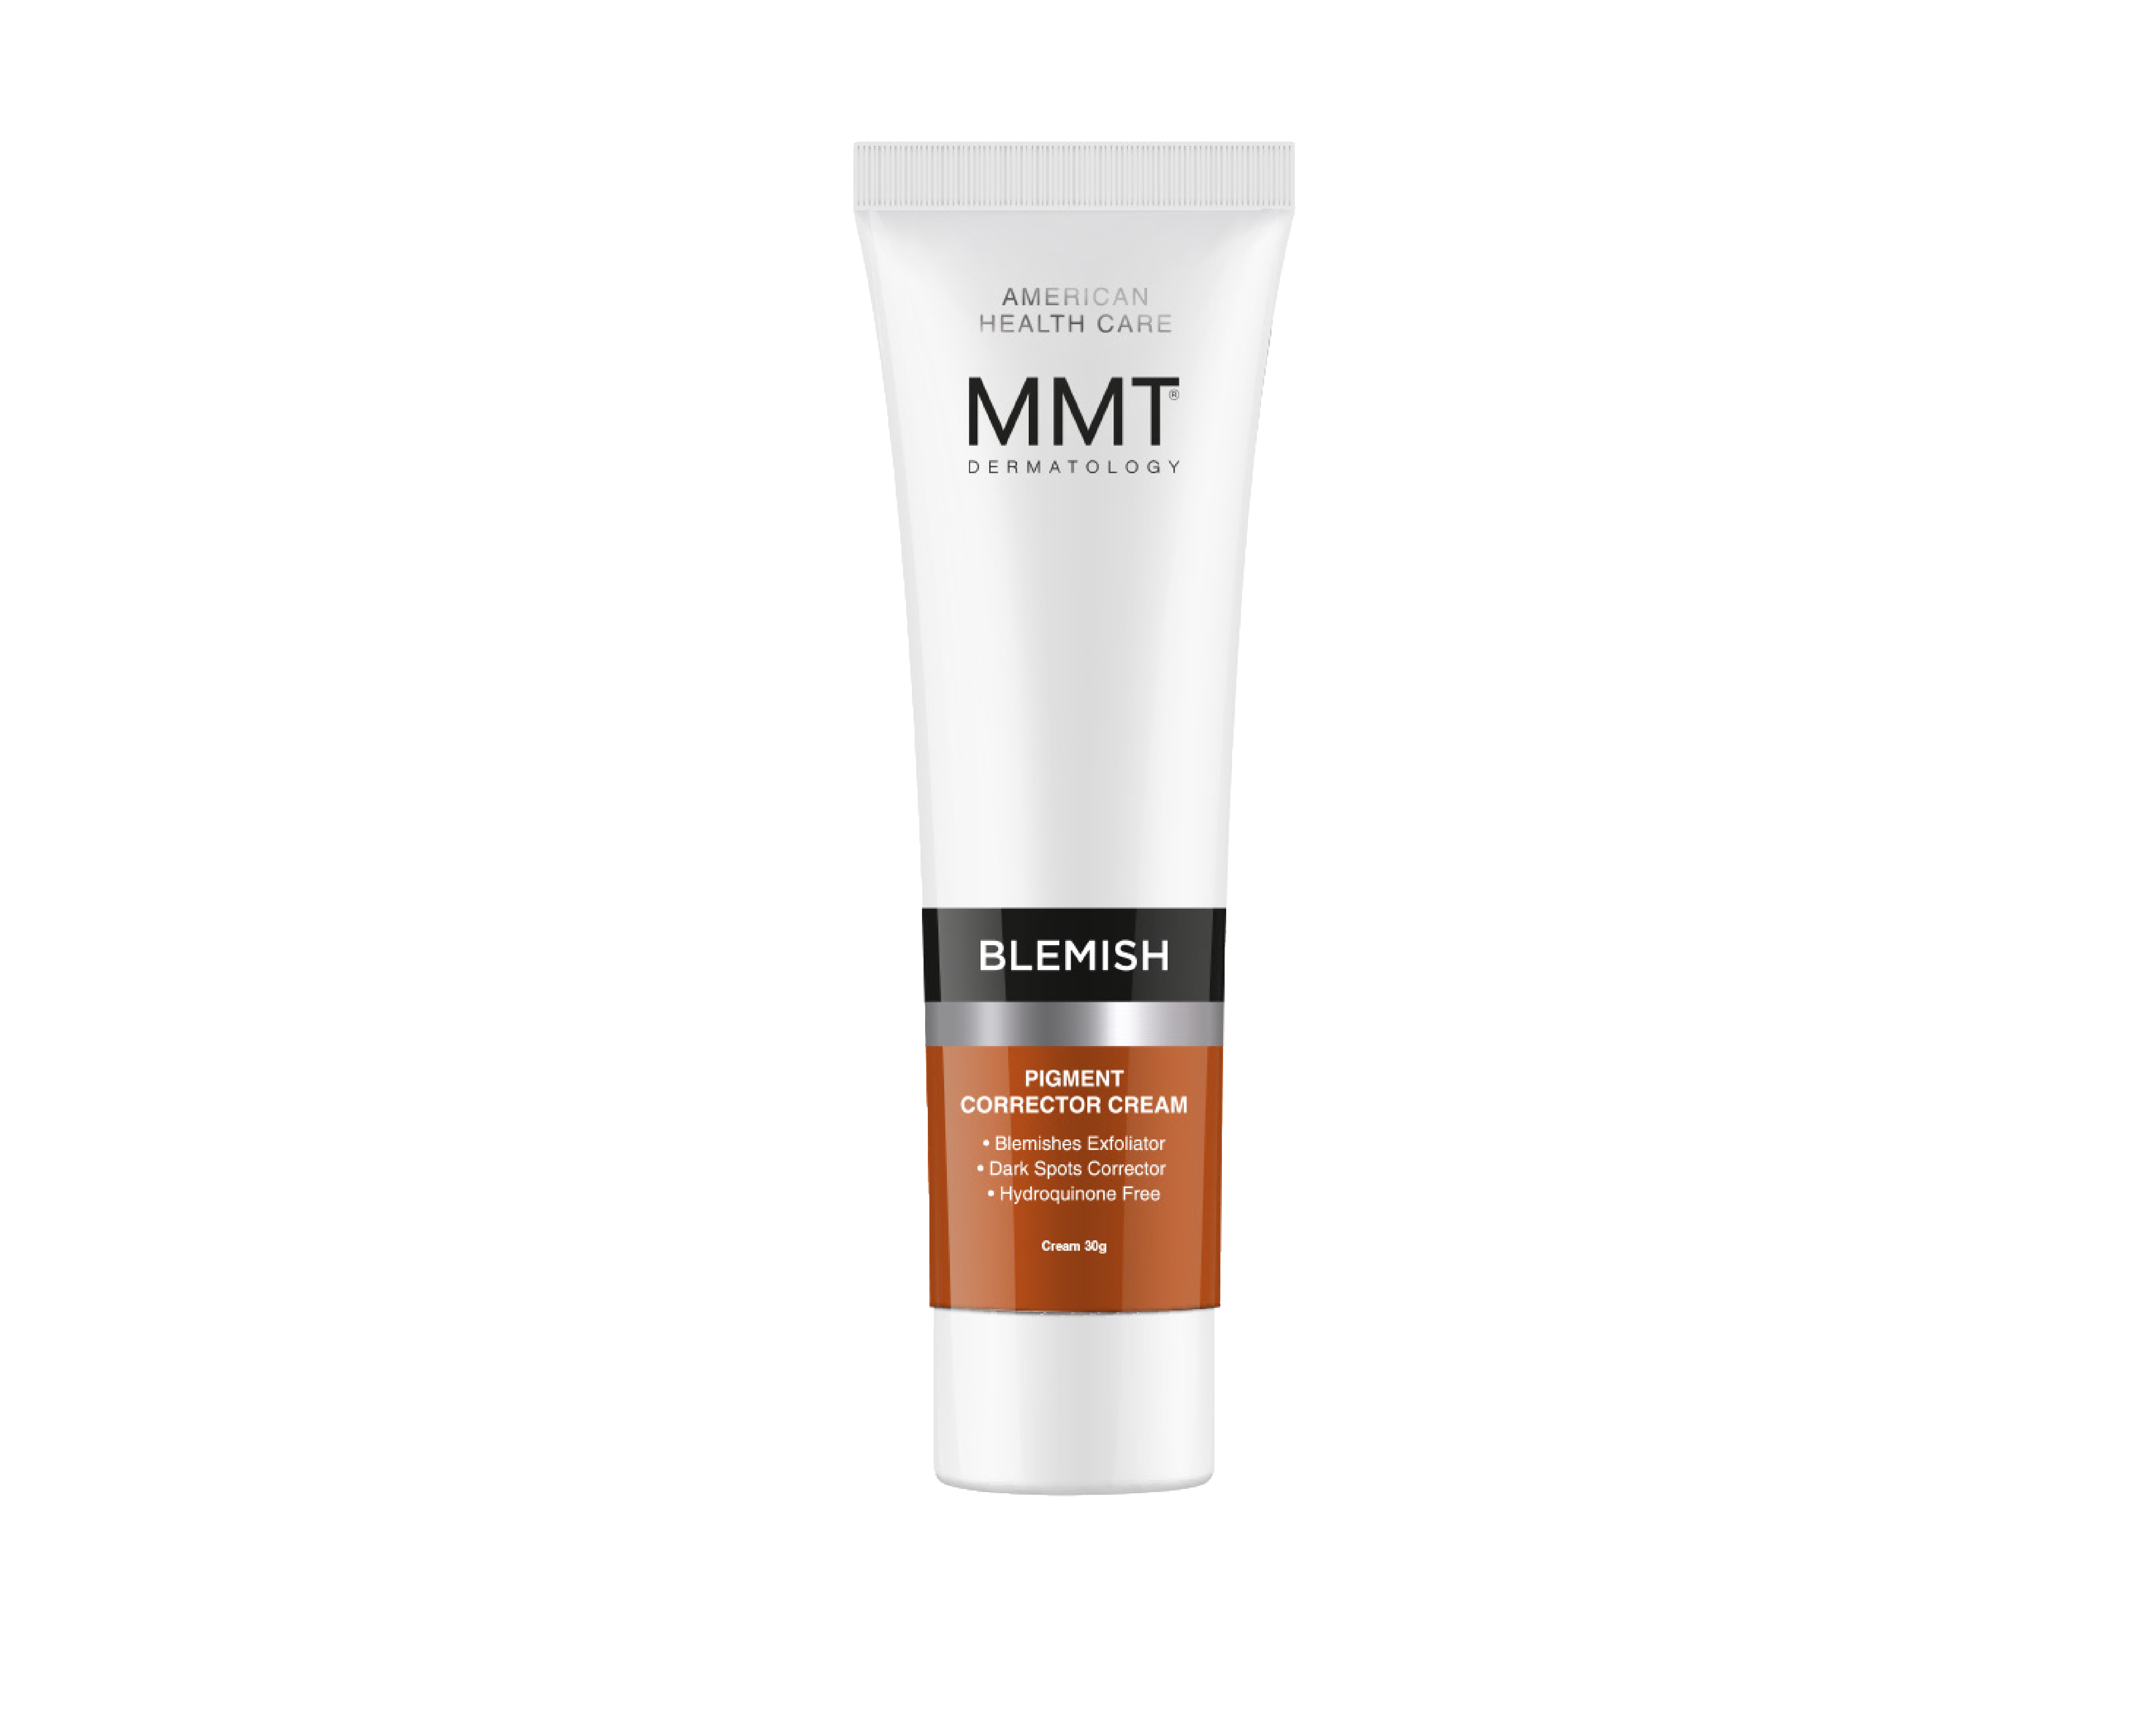 AMERICAN
HEALTH CARE
MMT®
DERMATOLOGY
BLEMISH
PIGMENT
CORRECTOR CREAM
• Blemishes Exfoliator
• Dark Spots Corrector
• Hydroquinone Free
Cream 30g